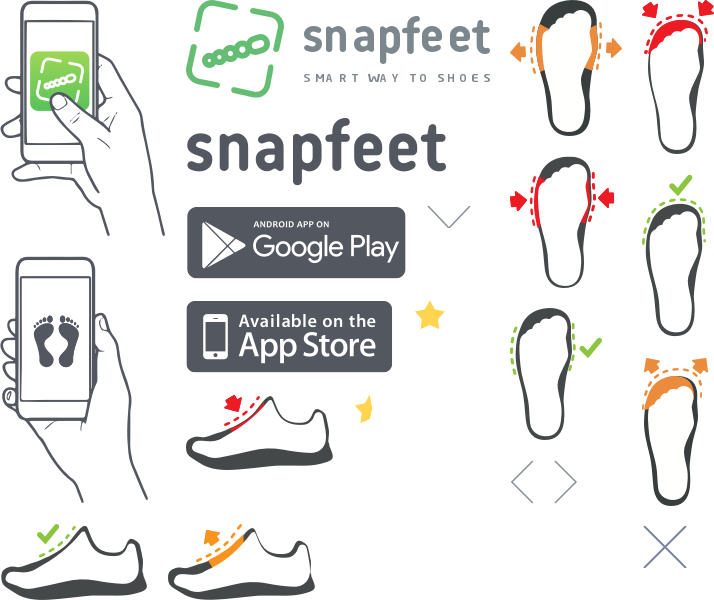 snapfeet
SMART WAY TO SHOES
snapfeet
ANDROID APP ON
Google Play
Available on the
App Store